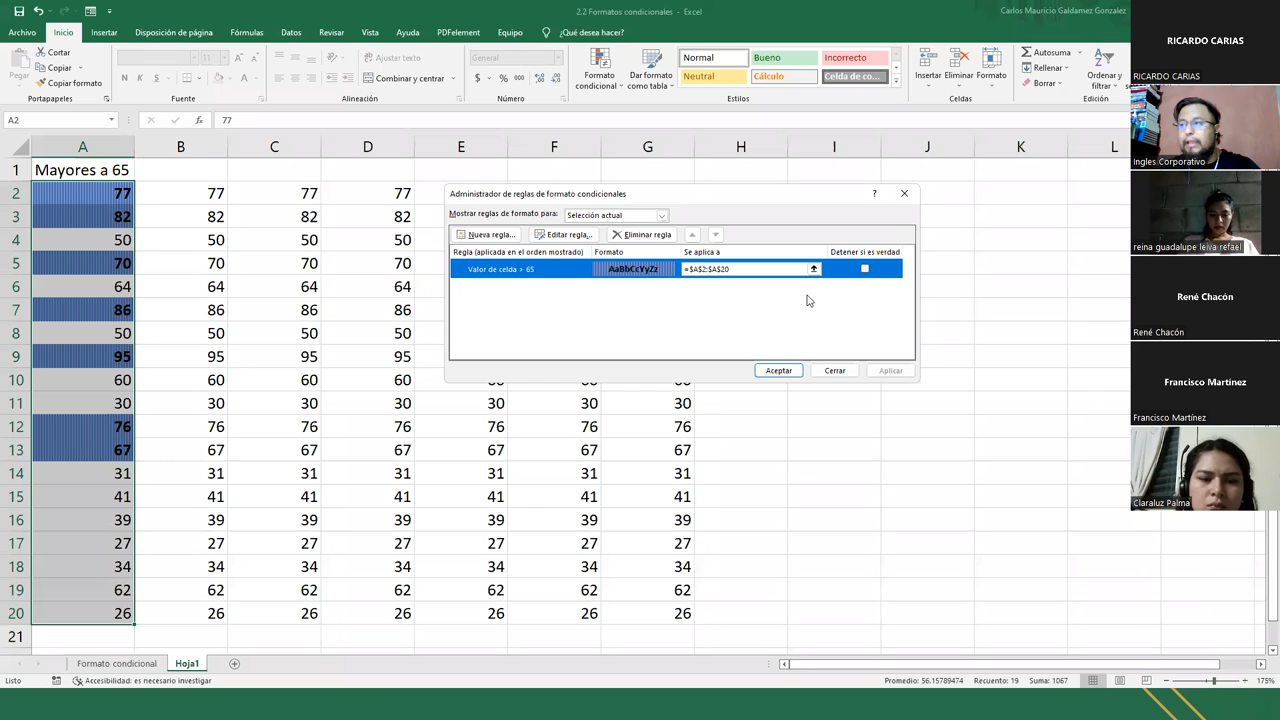 2.2 Formatos condicionales - Excel
Carlos Mauricio Galdamez Gonzalez
Archivo Inicio Insertar Disposición de página Fórmulas Datos Revisar Vista Ayuda PDFelement Equipo ¿Qué desea hacer?
Pegar
Cortar
Copiar
Copiar formato
Portapapeles
11
N K S
Fuente
Ajustar texto
Combinar y centrar
Alineación
General
$ % 000
Número
Formato condicional
Dar formato como tabla
Normal Bueno Incorrecto
Neutral Cálculo Celda de co...
Estilos
Insertar Eliminar Formato
Celdas
Autosuma
Rellenar
Borrar
Ordenar y filtrar
Edición
A2 fx 77
A B C D E F G H I J K L
1 Mayores a 65
2 77 77 77 77
3 82 82 82 82
4 50 50 50 50
5 70 70 70 70
6 64 64 64 64
7 86 86 86 86
8 50 50 50 50
9 95 95 95 95
10 60 60 60 60 60 60 60
11 30 30 30 30 30 30 30
12 76 76 76 76 76 76 76
13 67 67 67 67 67 67 67
14 31 31 31 31 31 31 31
15 41 41 41 41 41 41 41
16 39 39 39 39 39 39 39
17 27 27 27 27 27 27 27
18 34 34 34 34 34 34 34
19 62 62 62 62 62 62 62
20 26 26 26 26 26 26 26
21
Administrador de reglas de formato condicionales ?
Mostrar reglas de formato para: Selección actual
Nueva regla... Editar regla... Eliminar regla
Regla (aplicada en el orden mostrado) Formato Se aplica a Detener si es verdad
Valor de celda > 65 AaBbCcYyZz =$A$2:$A$20
Aceptar Cerrar Aplicar
RICARDO CARIAS
RICARDO CARIAS
Ingles Corporativo
reina guadalupe leiva rafael
René Chacón
René Chacón
Francisco Martínez
Francisco Martínez
Claraluz Palma
Formato condicional Hoja1
Listo Accesibilidad: es necesario investigar Promedio: 56.15789474 Recuento: 19 Suma: 1067 175%